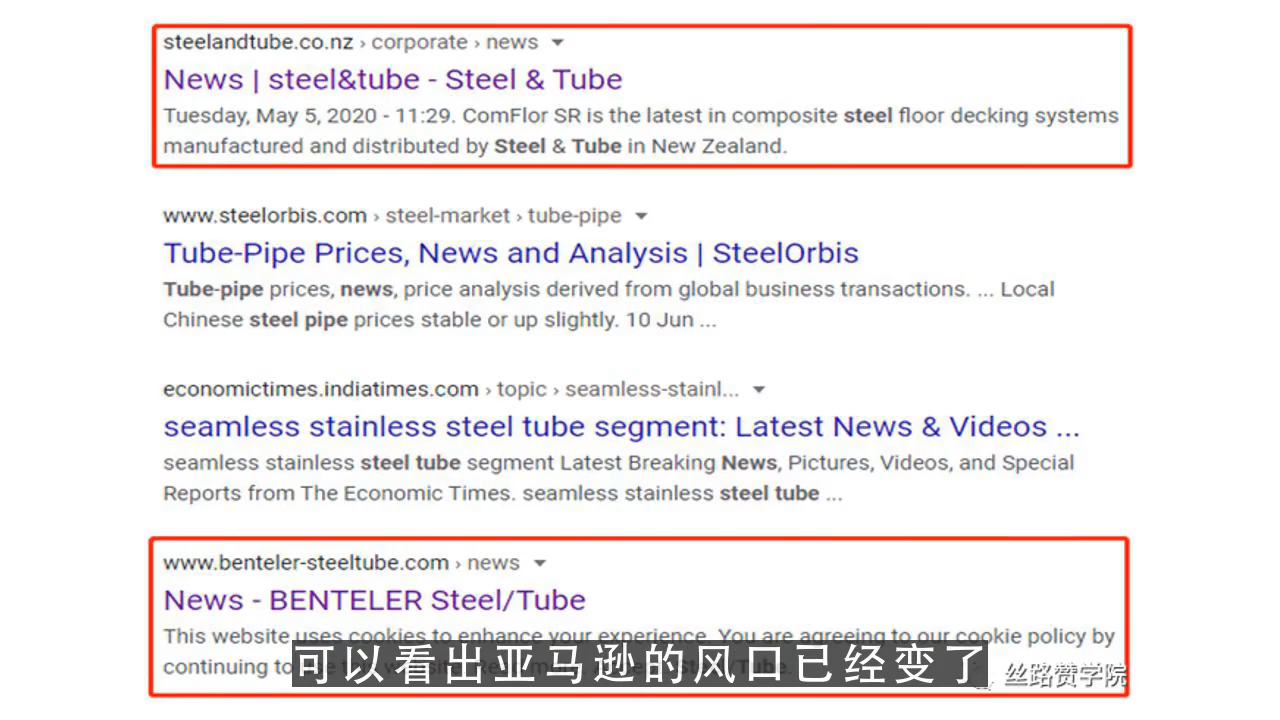 steelandtube.co.nz › corporate › news
News | steel&tube - Steel & Tube
Tuesday, May 5, 2020 - 11:29. ComFlor SR is the latest in composite steel floor decking systems
manufactured and distributed by Steel & Tube in New Zealand.
www.steelorbis.com › steel-market › tube-pipe
Tube-Pipe Prices, News and Analysis | SteelOrbis
Tube-pipe prices, news, price analysis derived from global business transactions. ... Local
Chinese steel pipe prices stable or up slightly. 10 Jun ...
economictimes.indiatimes.com › topic › seamless-stainl...
seamless stainless steel tube segment: Latest News & Videos ...
seamless stainless steel tube segment Latest Breaking News, Pictures, Videos, and Special
Reports from The Economic Times. seamless stainless steel tube ...
www.benteler-steeltube.com › news
News - BENTELER Steel/Tube
This website uses cookies to enhance your experience. You are agreeing to our cookie policy by
continuing to
可以看出亚马逊的风口已经变了
丝路赞学院